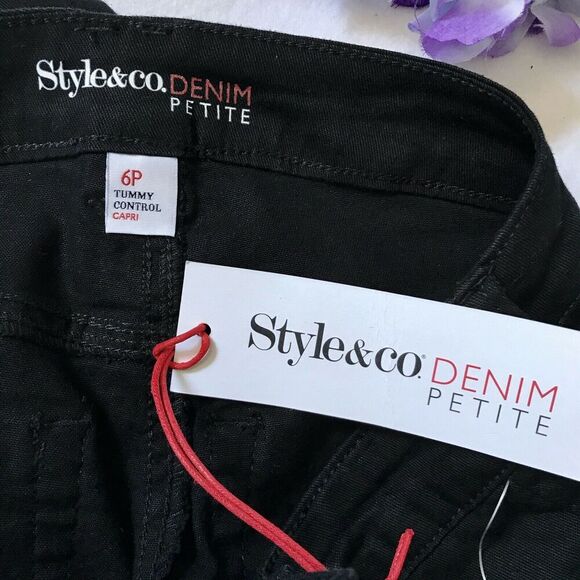 Style&co. DENIM
PETITE
6P
TUMMY
CONTROL
CAPRI
Style&co.® DENIM
PETITE